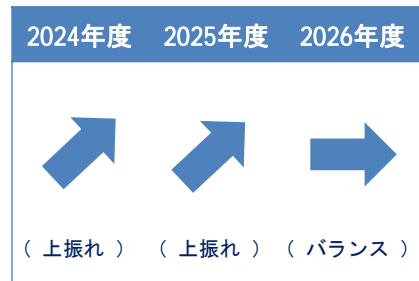 2024年度 2025年度 2026年度
( 上振れ ) ( 上振れ ) ( バランス )